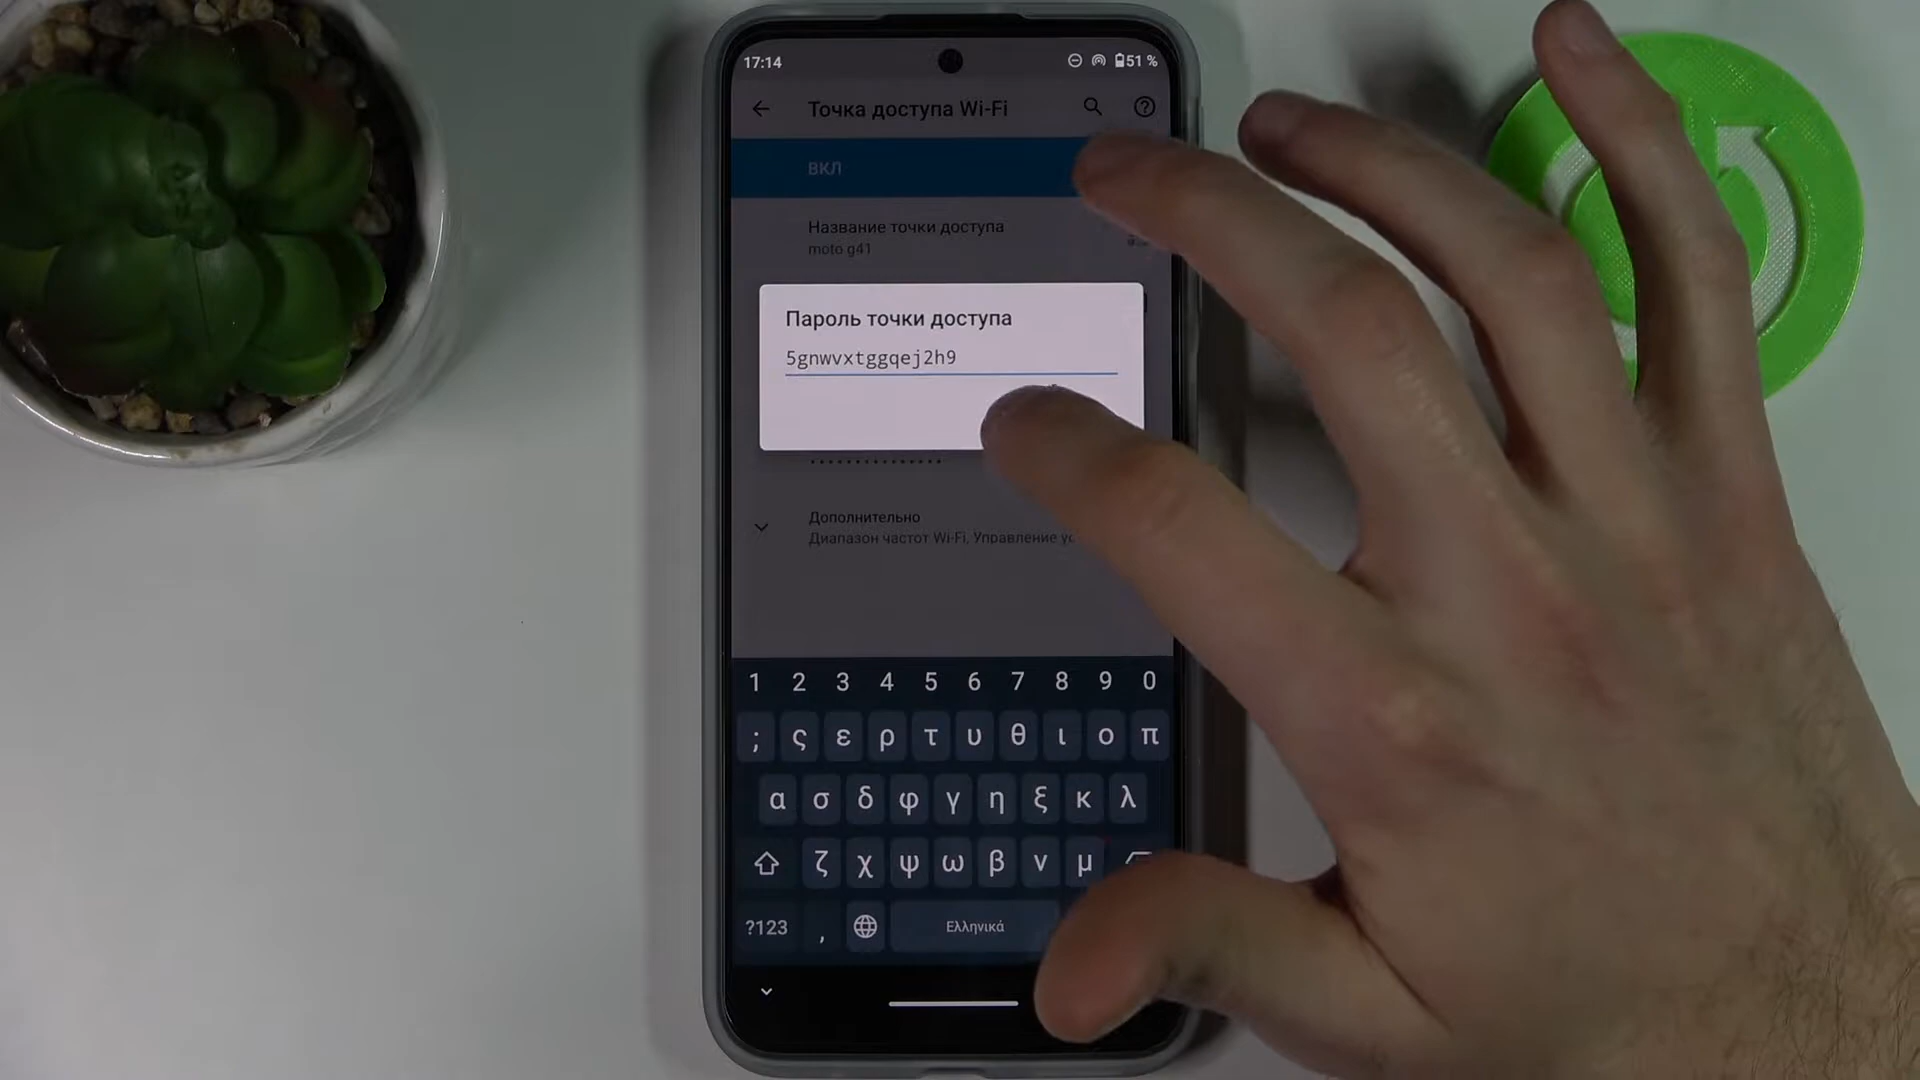 17:14
51 %
Точка доступа Wi-Fi
ВКЛ
Название точки доступа
moto g41
Пароль точки доступа
5gnwvxtggqej2h9
Дополнительно
Диапазон частот Wi-Fi, Управление
1 2 3 4 5 6 7 8 9 0
; ς ε ρ τ υ θ ι ο π
α σ δ φ γ η ξ κ λ
ζ χ ψ ω β ν μ
?123 , Ελληνικά